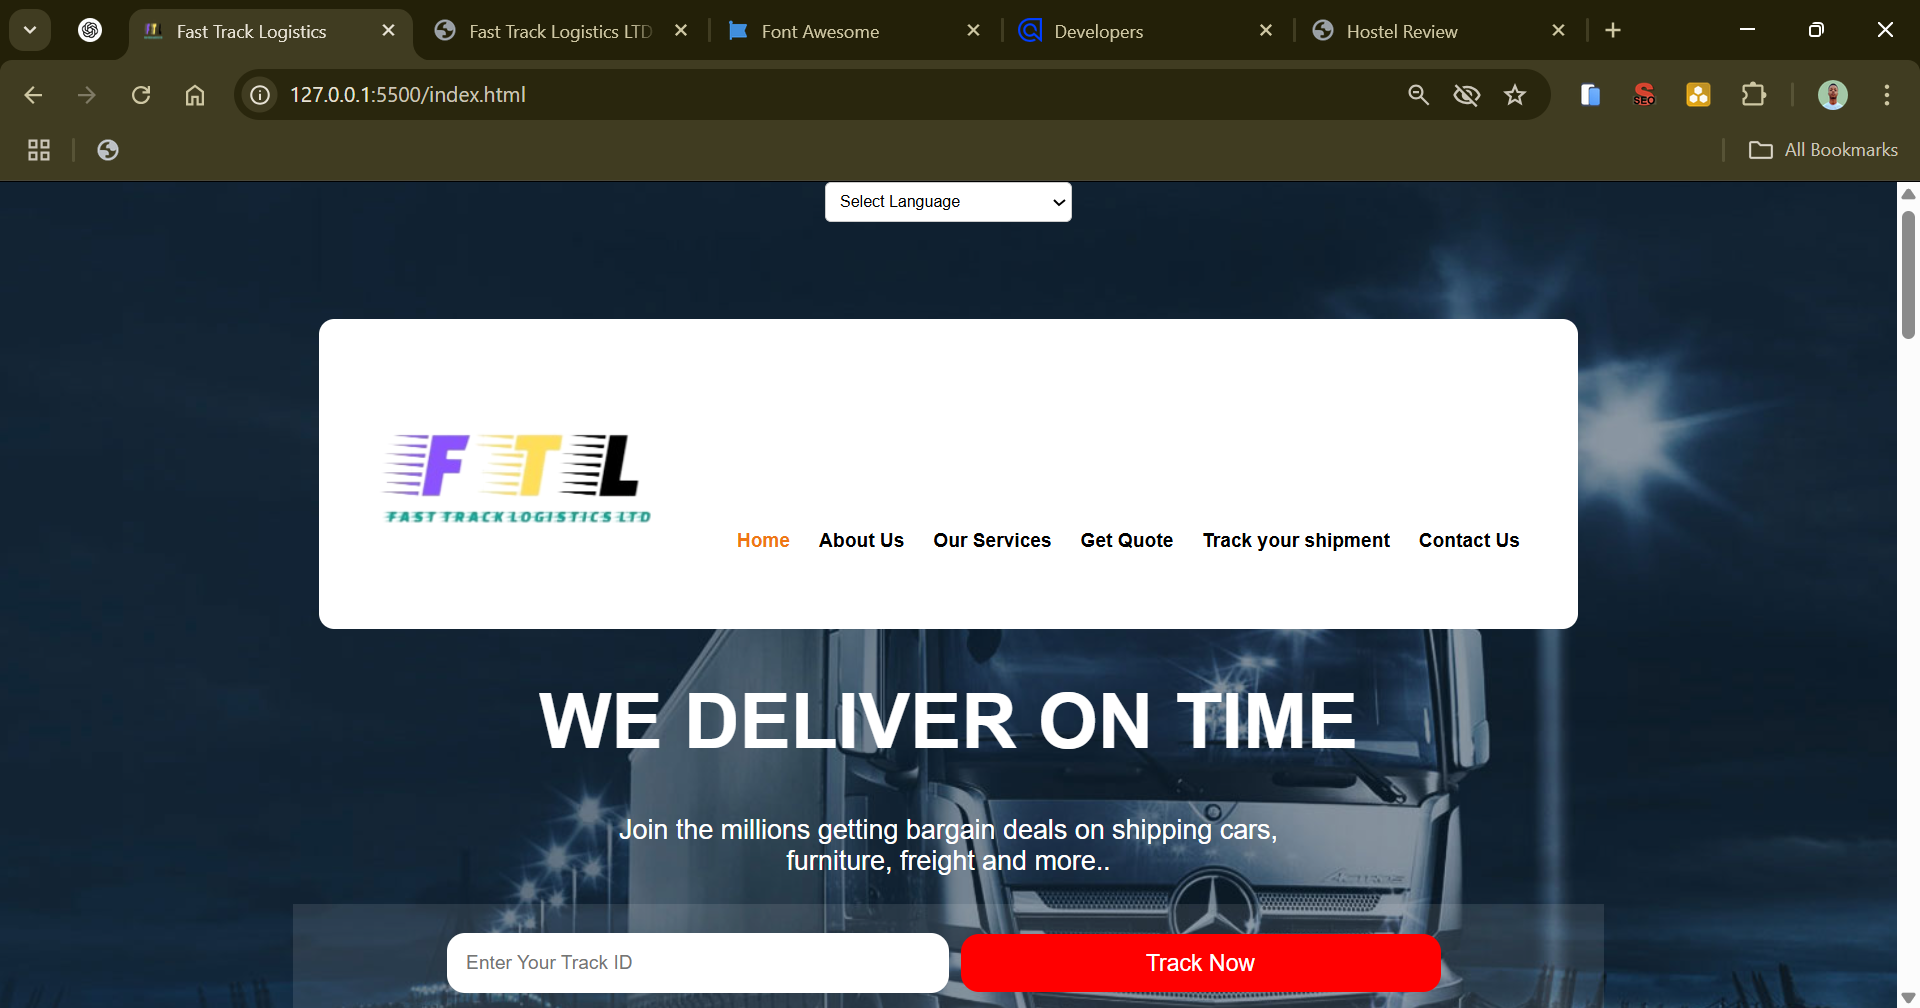 Fast Track Logistics
Fast Track Logistics LTD
Font Awesome
Developers
Hostel Review
127.0.0.1:5500/index.html
SEO
All Bookmarks
Select Language
FTL
FAST TRACK LOGISTICS LTD
Home About Us Our Services Get Quote Track your shipment Contact Us
WE DELIVER ON TIME
Join the millions getting bargain deals on shipping cars,
furniture, freight and more..
ACTROS
Enter Your Track ID
Track Now